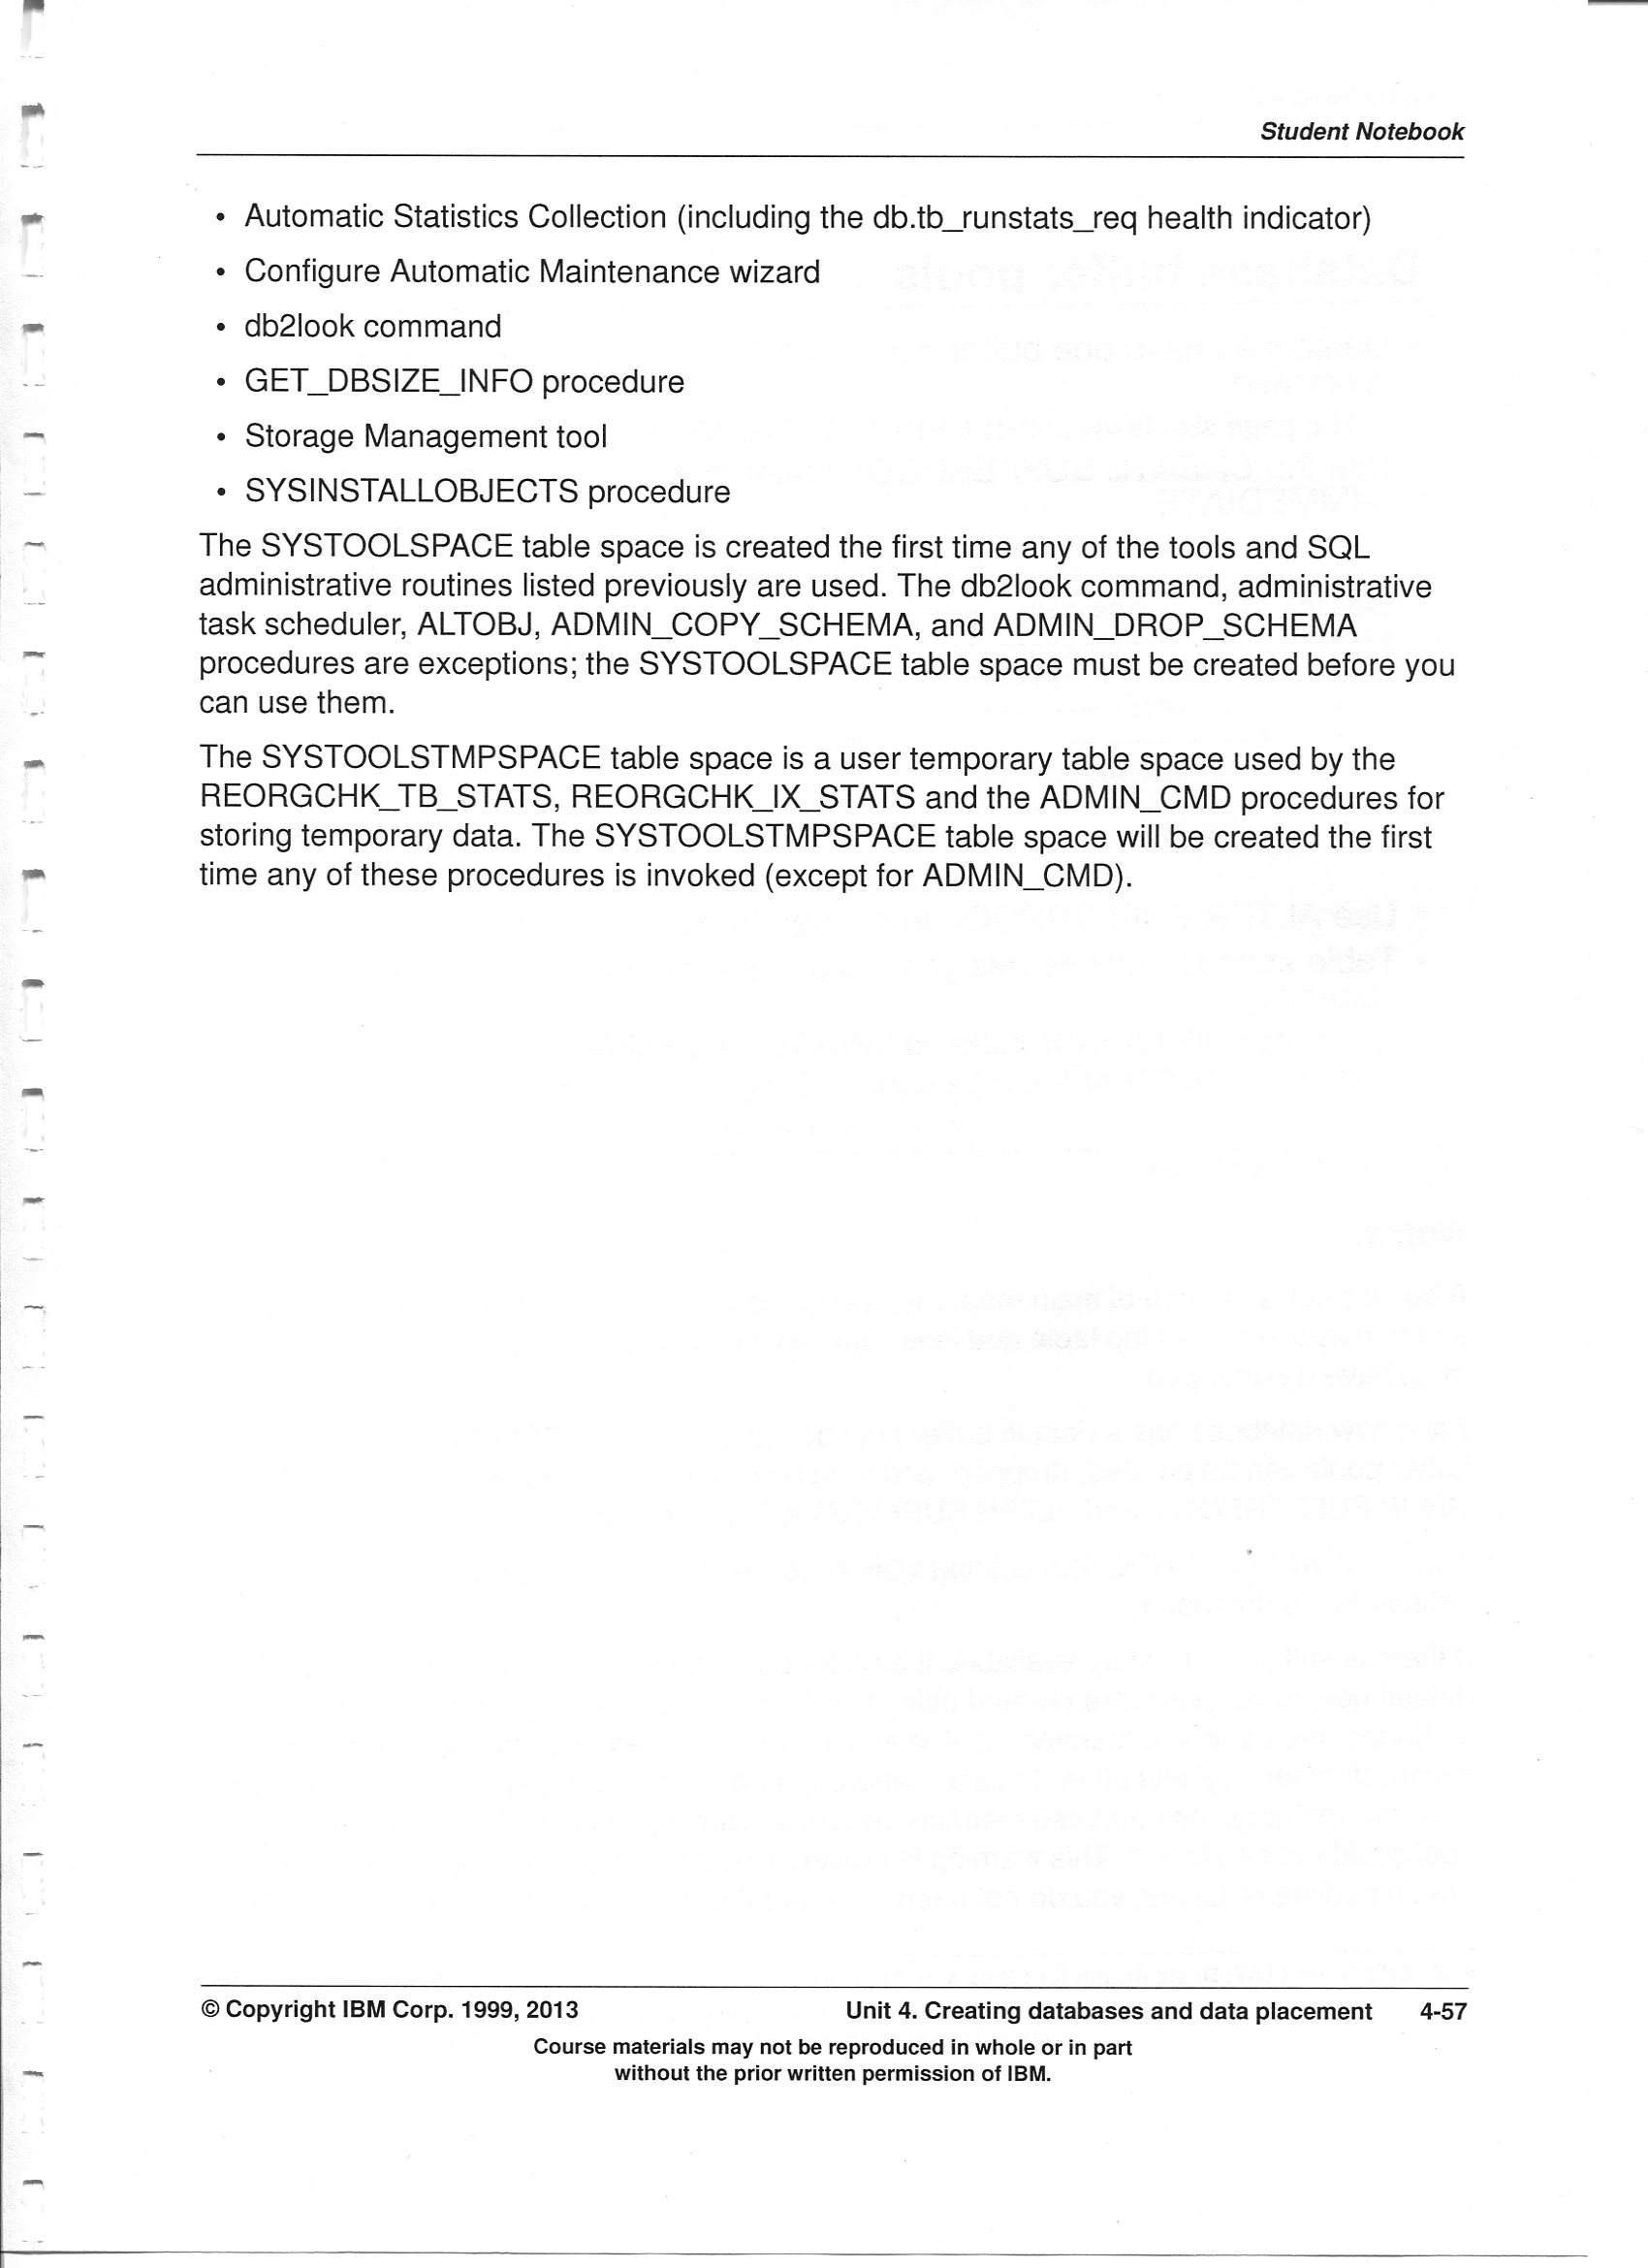 Student Notebook
• Automatic Statistics Collection (including the db.tb_runstats_req health indicator)
• Configure Automatic Maintenance wizard
• db2look command
• GET_DBSIZE_INFO procedure
• Storage Management tool
• SYSINSTALLOBJECTS procedure
The SYSTOOLSPACE table space is created the first time any of the tools and SQL
administrative routines listed previously are used. The db2look command, administrative
task scheduler, ALTOBJ, ADMIN_COPY_SCHEMA, and ADMIN_DROP_SCHEMA
procedures are exceptions; the SYSTOOLSPACE table space must be created before you
can use them.
The SYSTOOLSTMPSPACE table space is a user temporary table space used by the
REORGCHK_TB_STATS, REORGCHK_IX_STATS and the ADMIN_CMD procedures for
storing temporary data. The SYSTOOLSTMPSPACE table space will be created the first
time any of these procedures is invoked (except for ADMIN_CMD).
© Copyright IBM Corp. 1999, 2013 Unit 4. Creating databases and data placement 4-57
Course materials may not be reproduced in whole or in part
without the prior written permission of IBM.